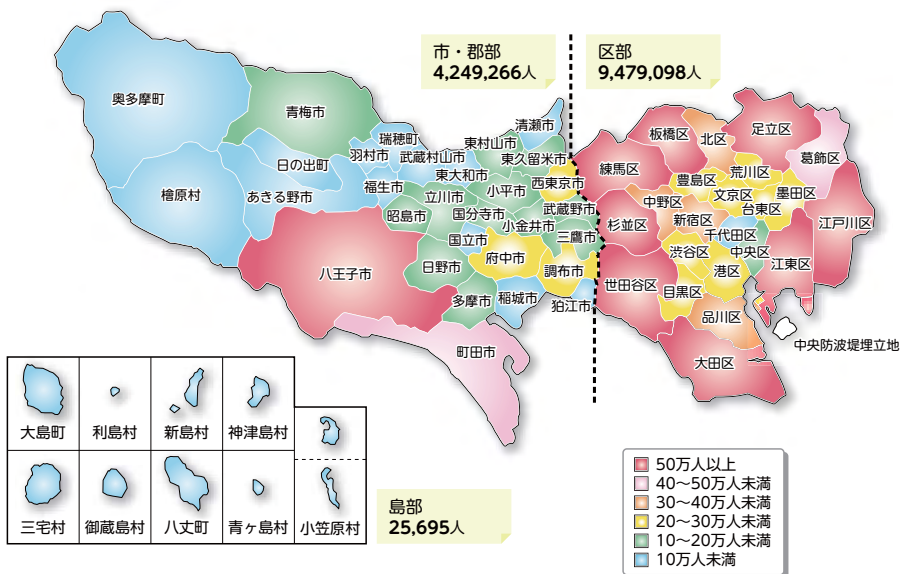 市・郡部
4,249,266人
区部
9,479,098人
奥多摩町
青梅市
瑞穂町
清瀬市
東村山市
羽村市
武蔵村山市
東久留米市
日の出町
東大和市
西東京市
檜原村
あきる野市
福生市
立川市
小平市
昭島市
国分寺市
武蔵野市
小金井市
三鷹市
国立市
八王子市
日野市
府中市
調布市
多摩市
稲城市
狛江市
町田市
板橋区
北区
足立区
葛飾区
練馬区
豊島区
荒川区
文京区
墨田区
台東区
中野区
杉並区
新宿区
千代田区
江戸川区
渋谷区
中央区
江東区
港区
世田谷区
目黒区
品川区
大田区
中央防波堤埋立地
大島町
利島村
新島村
神津島村
三宅村
御蔵島村
八丈町
青ヶ島村
小笠原村
島部
25,695人
50万人以上
40〜50万人未満
30〜40万人未満
20〜30万人未満
10〜20万人未満
10万人未満